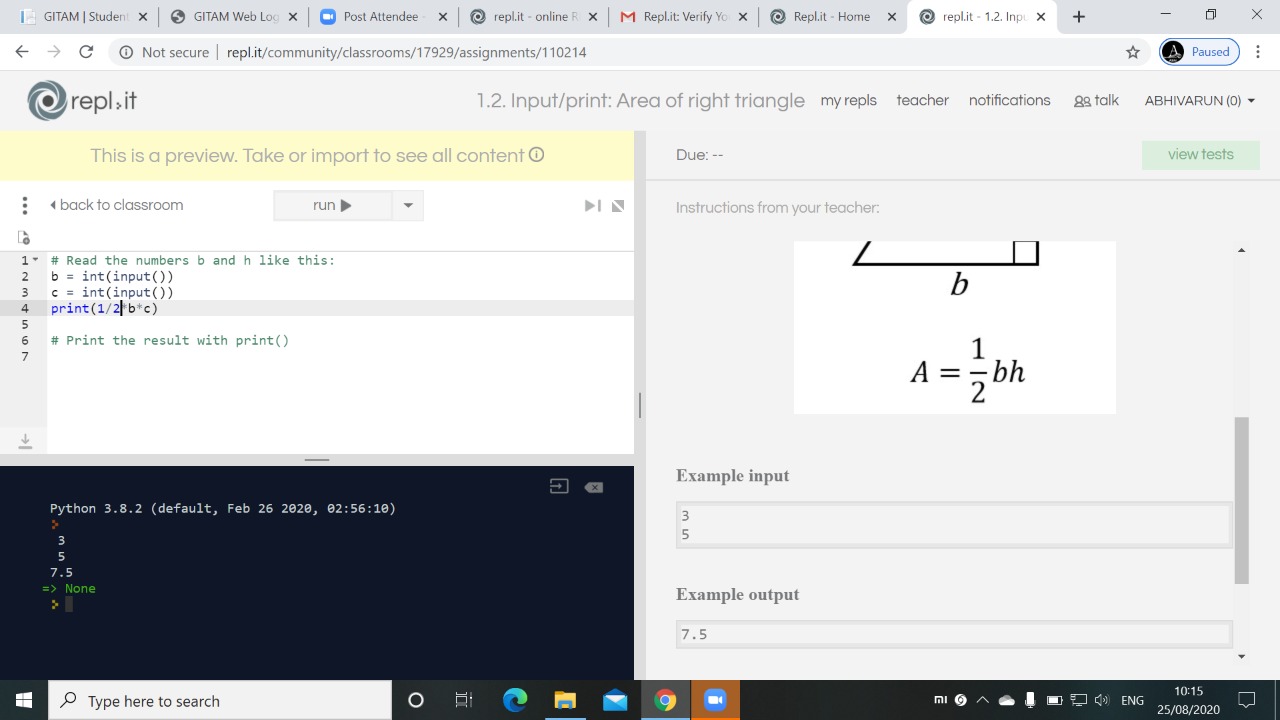 GITAM | Student
GITAM Web Log
Post Attendee -
repl.it - online R
Repl.it: Verify Yo
Repl.it - Home
repl.it - 1.2. Inpu
Not secure | repl.it/community/classrooms/17929/assignments/110214
Paused
repl.it
1.2. Input/print: Area of right triangle
my repls
teacher
notifications
talk
ABHIVARUN (0)
This is a preview. Take or import to see all content
back to classroom
run
1 # Read the numbers b and h like this:
2 b = int(input())
3 c = int(input())
4 print(1/2*b*c)
5
6 # Print the result with print()
7
Python 3.8.2 (default, Feb 26 2020, 02:56:10)
3
5
7.5
=> None
Due: --
view tests
Instructions from your teacher:
b
A = 1/2 bh
Example input
3
5
Example output
7.5
Type here to search
ENG
10:15
25/08/2020